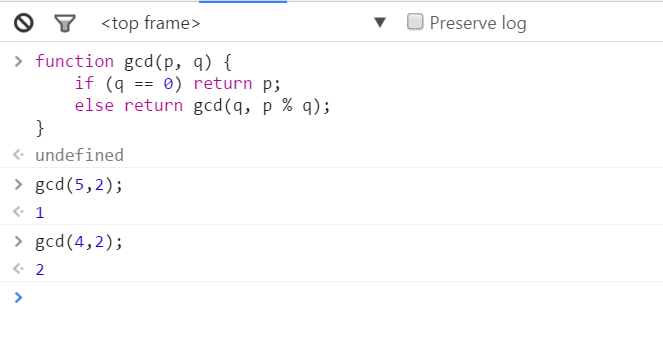 <top frame> ▼ Preserve log
> function gcd(p, q) {
    if (q == 0) return p;
    else return gcd(q, p % q);
}
undefined
> gcd(5,2);
1
> gcd(4,2);
2
>